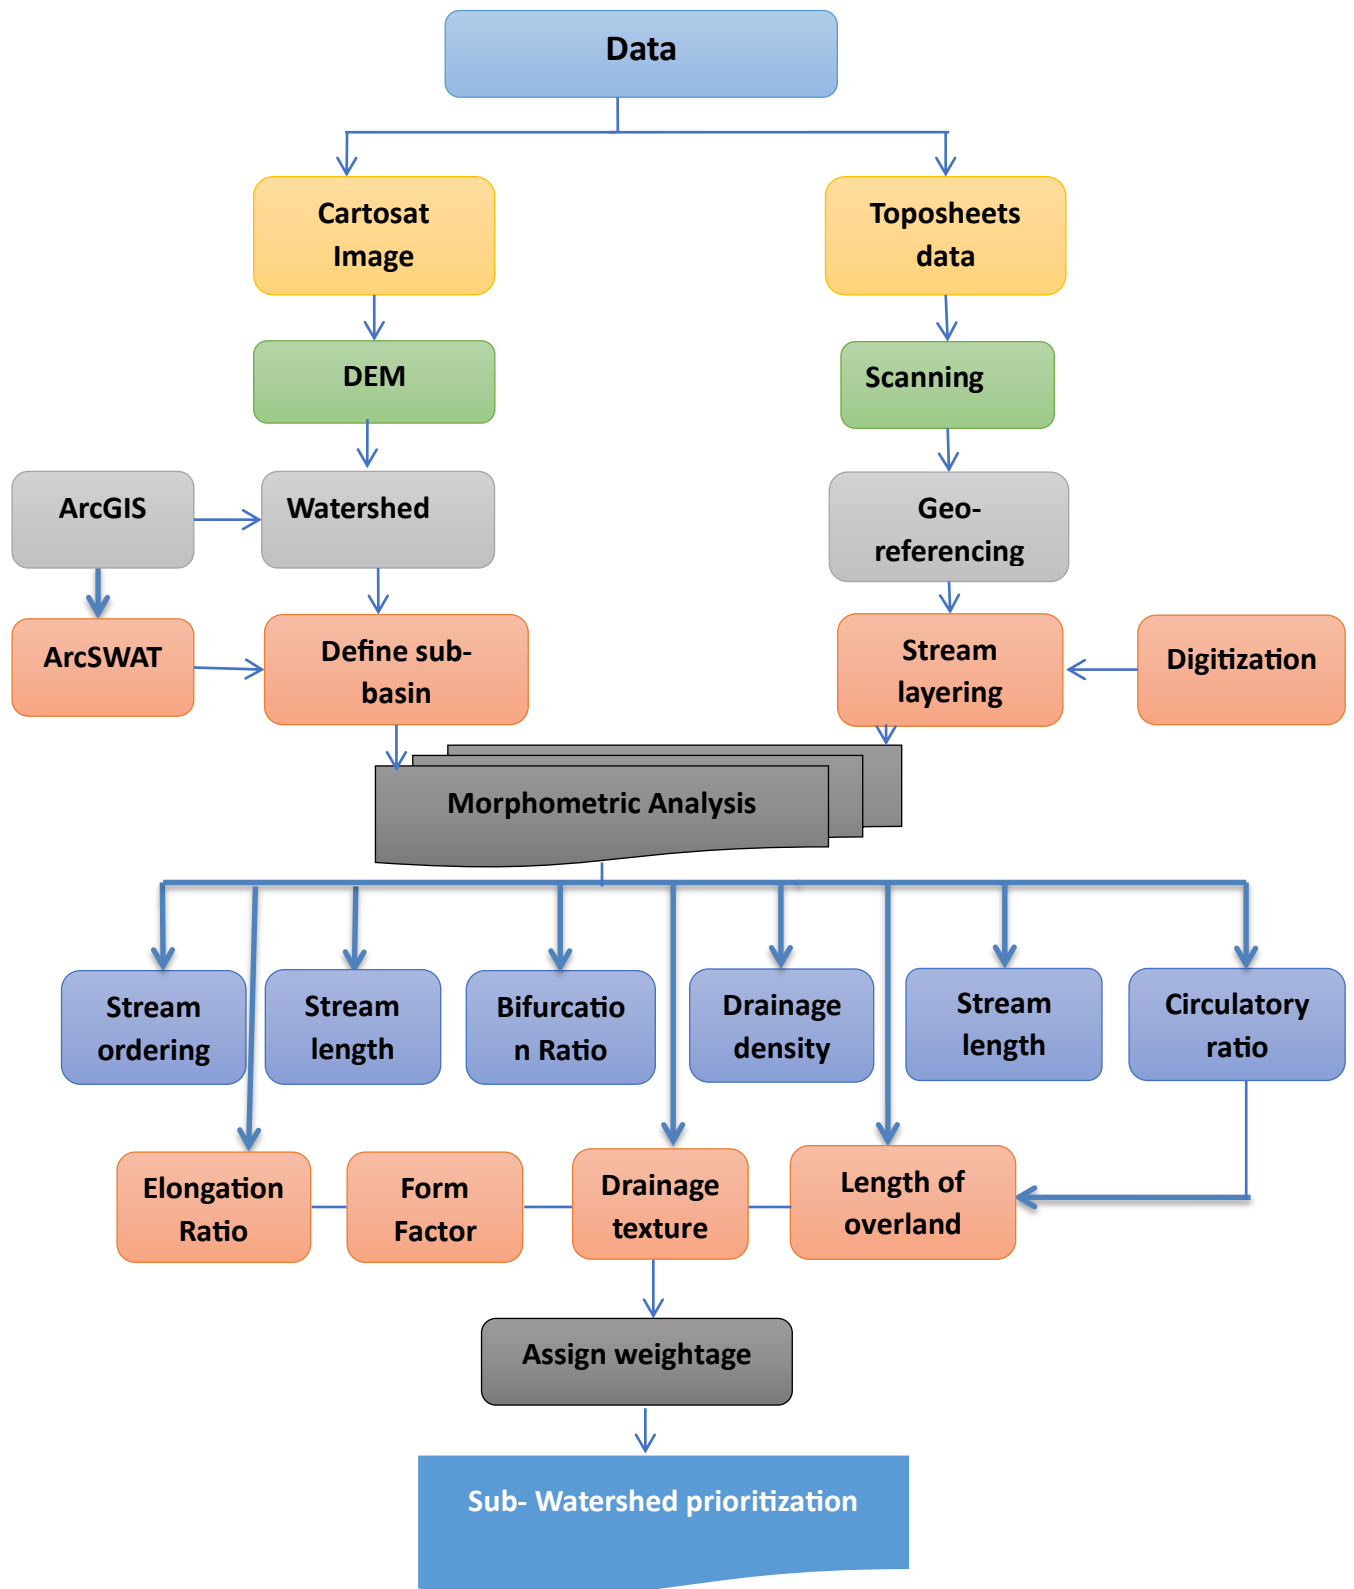 Data
Cartosat
Image
Toposheets
data
DEM
Scanning
ArcGIS
Watershed
Geo-
referencing
ArcSWAT
Define sub-
basin
Stream
layering
Digitization
Morphometric Analysis
Stream
ordering
Stream
length
Bifurcatio
n Ratio
Drainage
density
Stream
length
Circulatory
ratio
Elongation
Ratio
Form
Factor
Drainage
texture
Length of
overland
Assign weightage
Sub- Watershed prioritization